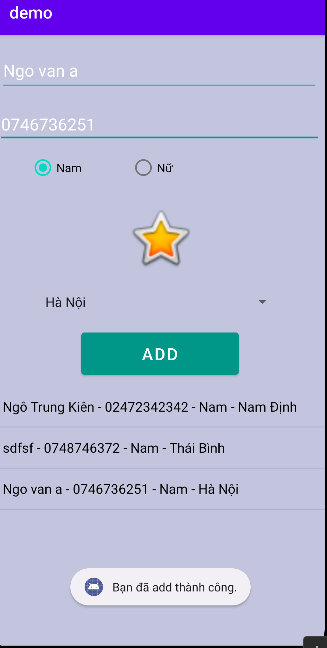 demo
Ngo van a
0746736251
Nam Nữ
Hà Nội
ADD
Ngô Trung Kiên - 02472342342 - Nam - Nam Định
sdfsf - 0748746372 - Nam - Thái Bình
Ngo van a - 0746736251 - Nam - Hà Nội
Bạn đã add thành công.